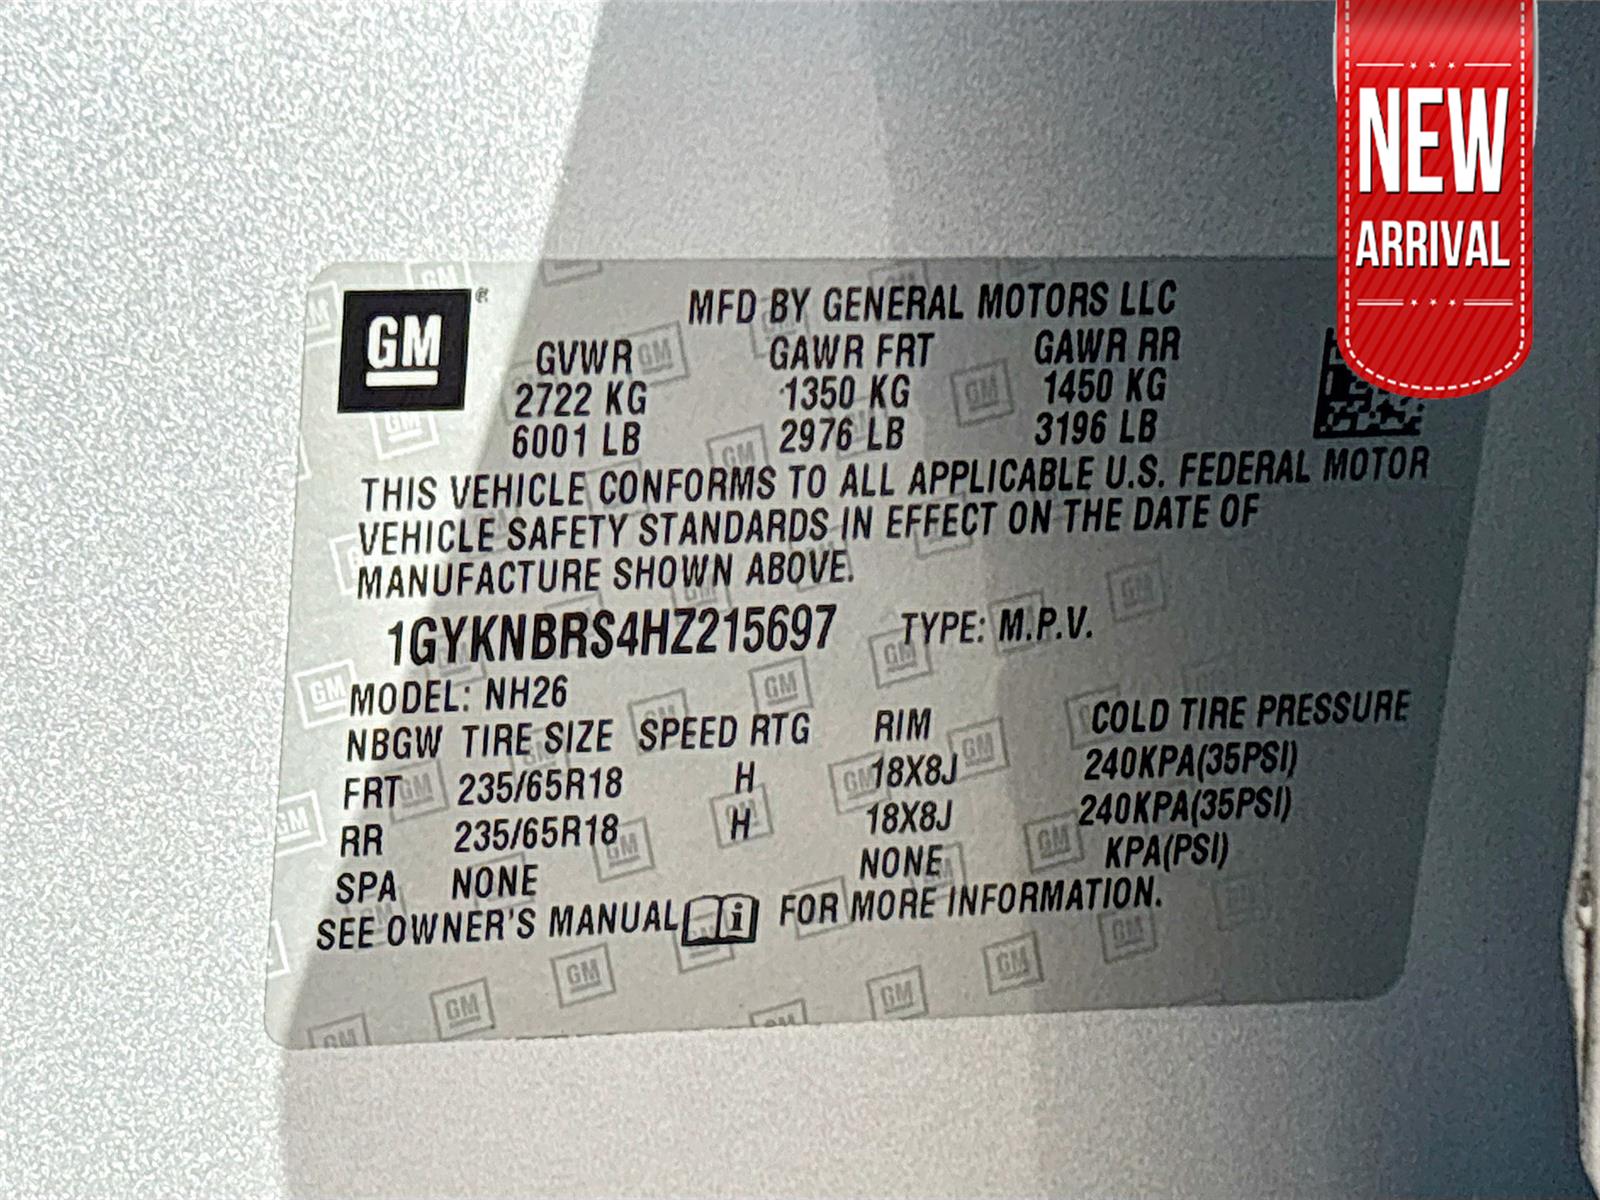 NEW
ARRIVAL
GM
MFD BY GENERAL MOTORS LLC
GVWR GAWR FRT GAWR RR
2722 KG 1350 KG 1450 KG
6001 LB 2976 LB 3196 LB
THIS VEHICLE CONFORMS TO ALL APPLICABLE U.S. FEDERAL MOTOR
VEHICLE SAFETY STANDARDS IN EFFECT ON THE DATE OF
MANUFACTURE SHOWN ABOVE.
1GYKNBRS4HZ215697 TYPE: M.P.V.
MODEL: NH26
NBGW TIRE SIZE SPEED RTG RIM COLD TIRE PRESSURE
FRT 235/65R18 H 18X8J 240KPA(35PSI)
RR 235/65R18 H 18X8J 240KPA(35PSI)
SPA NONE NONE KPA(PSI)
SEE OWNER'S MANUAL i FOR MORE INFORMATION.